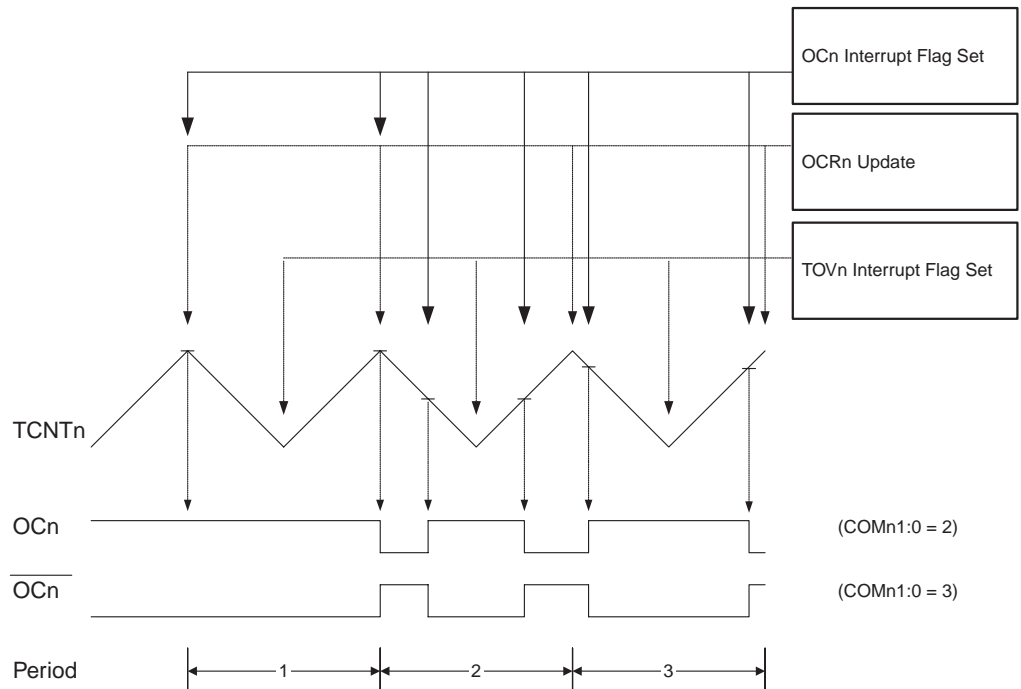 OCn Interrupt Flag Set
OCRn Update
TOVn Interrupt Flag Set
TCNTn
OCn
(COMn1:0 = 2)
OCn
(COMn1:0 = 3)
Period
1
2
3